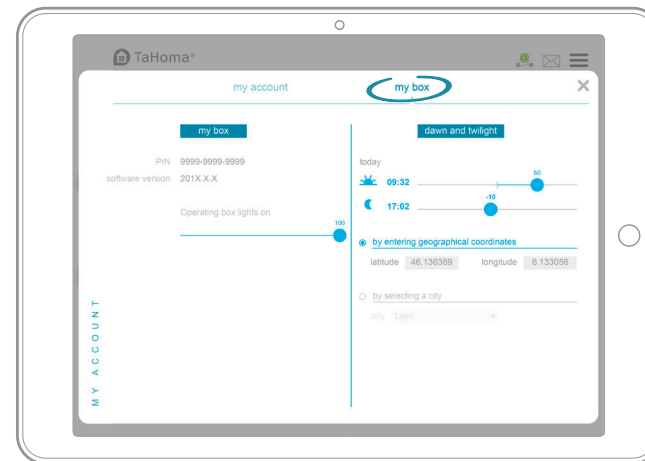 TaHoma®
my account
my box
my box
PIN 9999-9999-9999
software version 201X.X.X
Operating box lights on
100
dawn and twilight
today
60
09:32
-10
17:02
by entering geographical coordinates
latitude 46.136389 longitude 6.133056
by selecting a city
city Lyon
MY ACCOUNT